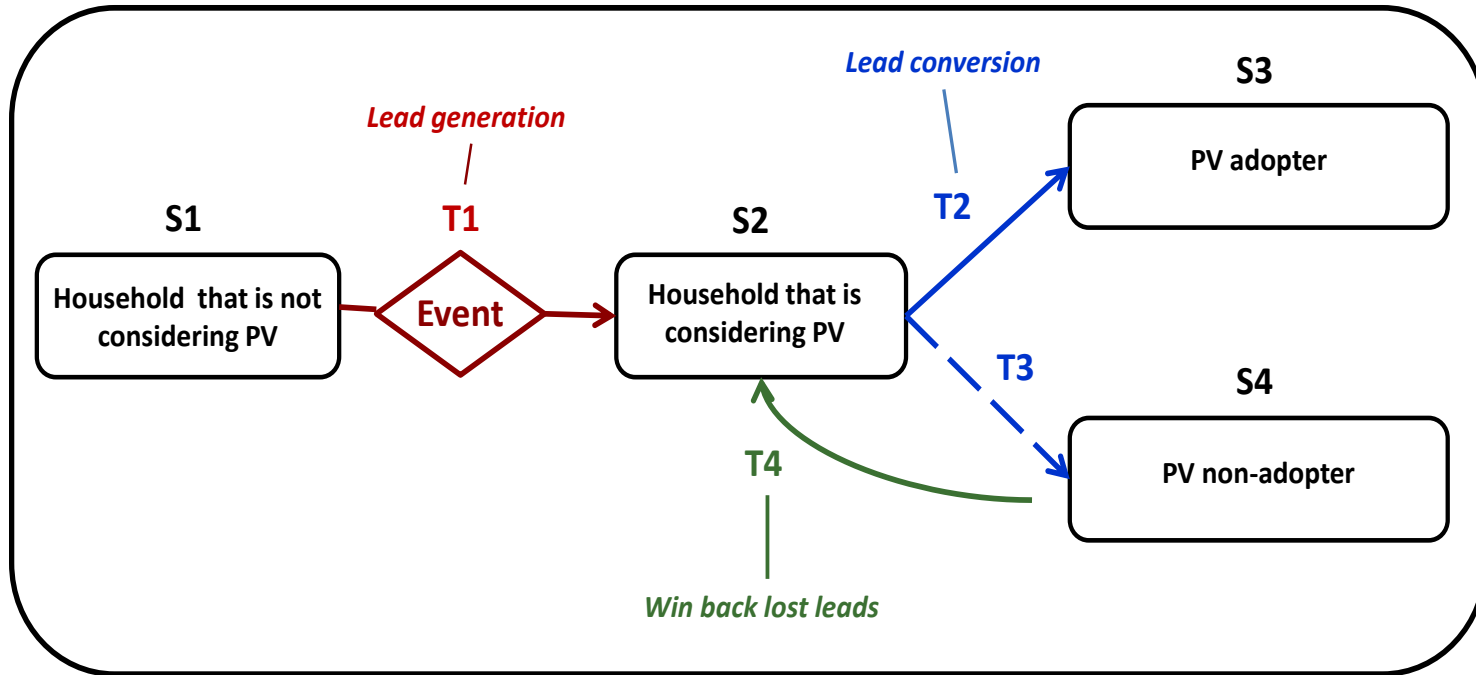 Lead conversion
S3
Lead generation
PV adopter
S1
T1
S2
T2
Household that is not
considering PV
Event
Household that is
considering PV
T3
S4
T4
PV non-adopter
Win back lost leads